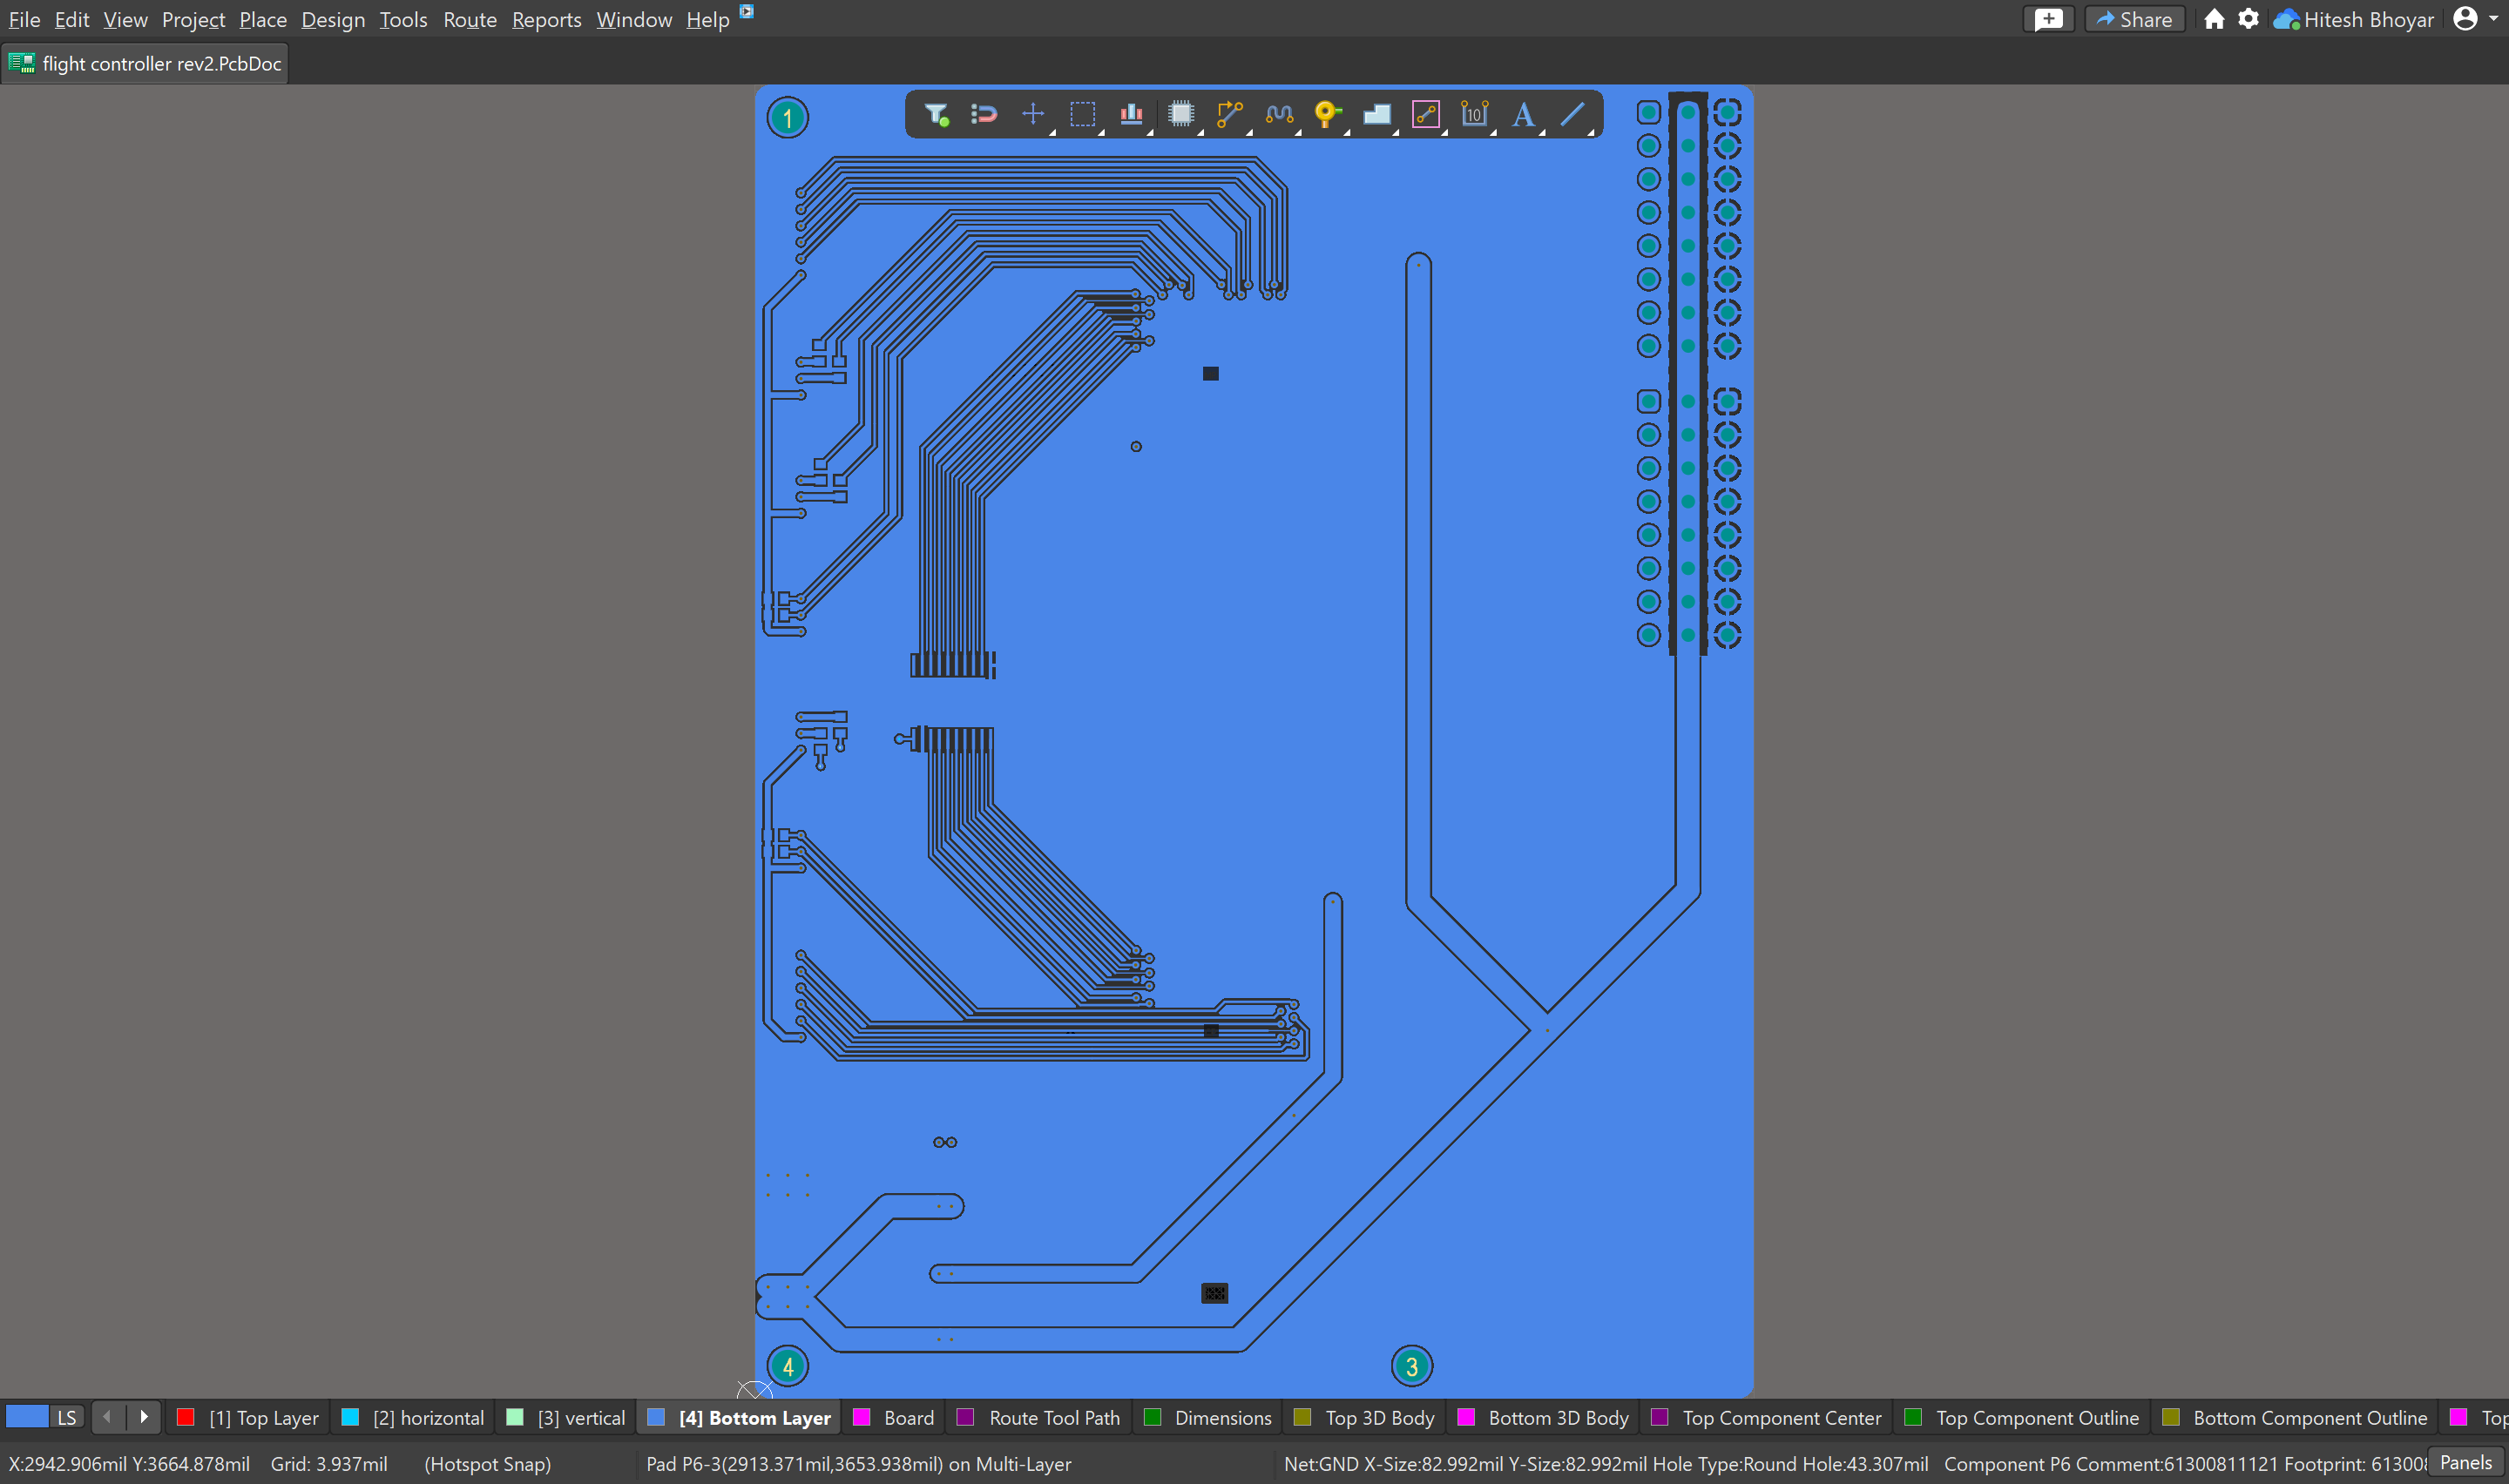 File Edit View Project Place Design Tools Route Reports Window Help
Share Hitesh Bhoyar
flight controller rev2.PcbDoc
1
10 A
4
3
LS [1] Top Layer [2] horizontal [3] vertical [4] Bottom Layer Board Route Tool Path Dimensions Top 3D Body Bottom 3D Body Top Component Center Top Component Outline Bottom Component Outline Top
X:2942.906mil Y:3664.878mil Grid: 3.937mil (Hotspot Snap) Pad P6-3(2913.371mil,3653.938mil) on Multi-Layer Net:GND X-Size:82.992mil Y-Size:82.992mil Hole Type:Round Hole:43.307mil Component P6 Comment:61300811121 Footprint: 61300 Panels